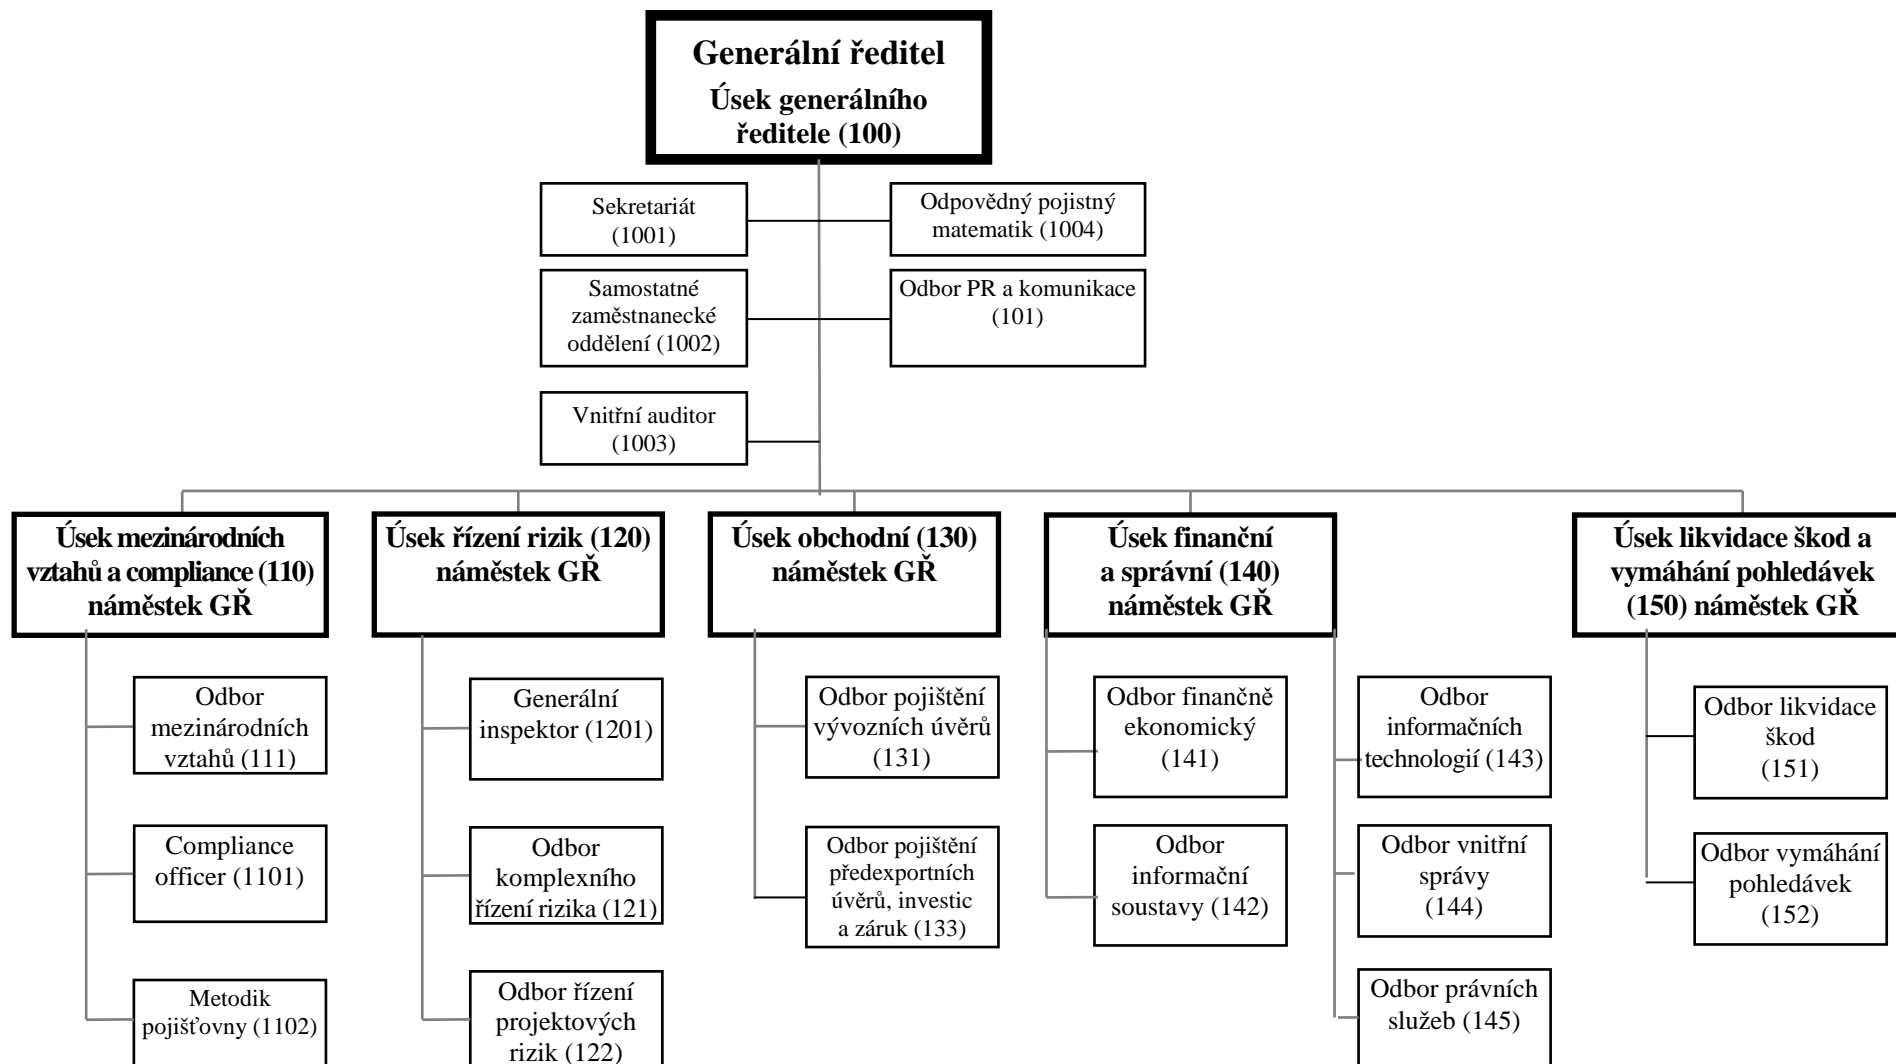 Generální ředitel
Úsek generálního
ředitele (100)
Sekretariát
(1001)
Odpovědný pojistný
matematik (1004)
Samostatné
zaměstnanecké
oddělení (1002)
Odbor PR a komunikace
(101)
Vnitřní auditor
(1003)
Úsek mezinárodních
vztahů a compliance (110)
náměstek GŘ
Úsek řízení rizik (120)
náměstek GŘ
Úsek obchodní (130)
náměstek GŘ
Úsek finanční
a správní (140)
náměstek GŘ
Úsek likvidace škod a
vymáhání pohledávek
(150) náměstek GŘ
Odbor
mezinárodních
vztahů (111)
Generální
inspektor (1201)
Odbor pojištění
vývozních úvěrů
(131)
Odbor finančně
ekonomický
(141)
Odbor
informačních
technologií (143)
Odbor likvidace
škod
(151)
Compliance
officer (1101)
Odbor
komplexního
řízení rizika (121)
Odbor pojištění
předexportních
úvěrů, investic
a záruk (133)
Odbor
informační
soustavy (142)
Odbor vnitřní
správy
(144)
Odbor vymáhání
pohledávek
(152)
Metodik
pojišťovny (1102)
Odbor řízení
projektových
rizik (122)
Odbor právních
služeb (145)